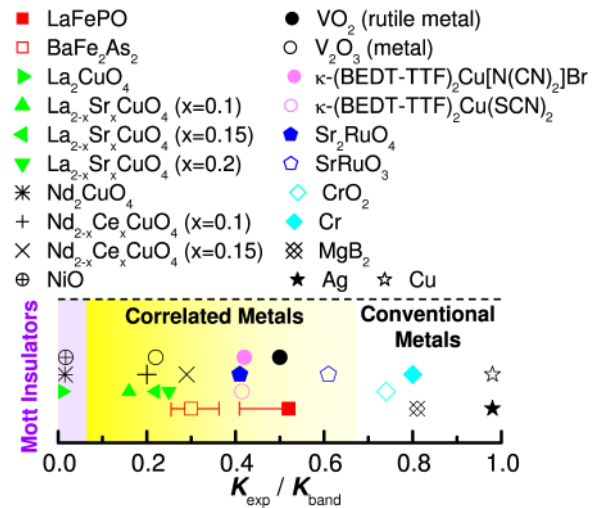 LaFePO
BaFe₂As₂
La₂CuO₄
La₂₋ₓSrₓCuO₄ (x=0.1)
La₂₋ₓSrₓCuO₄ (x=0.15)
La₂₋ₓSrₓCuO₄ (x=0.2)
Nd₂CuO₄
Nd₂₋ₓCeₓCuO₄ (x=0.1)
Nd₂₋ₓCeₓCuO₄ (x=0.15)
NiO
VO₂ (rutile metal)
V₂O₃ (metal)
κ-(BEDT-TTF)₂Cu[N(CN)₂]Br
κ-(BEDT-TTF)₂Cu(SCN)₂
Sr₂RuO₄
SrRuO₃
CrO₂
Cr
MgB₂
Ag Cu
Mott Insulators
Correlated Metals
Conventional
Metals
0.0 0.2 0.4 0.6 0.8 1.0
K_exp / K_band